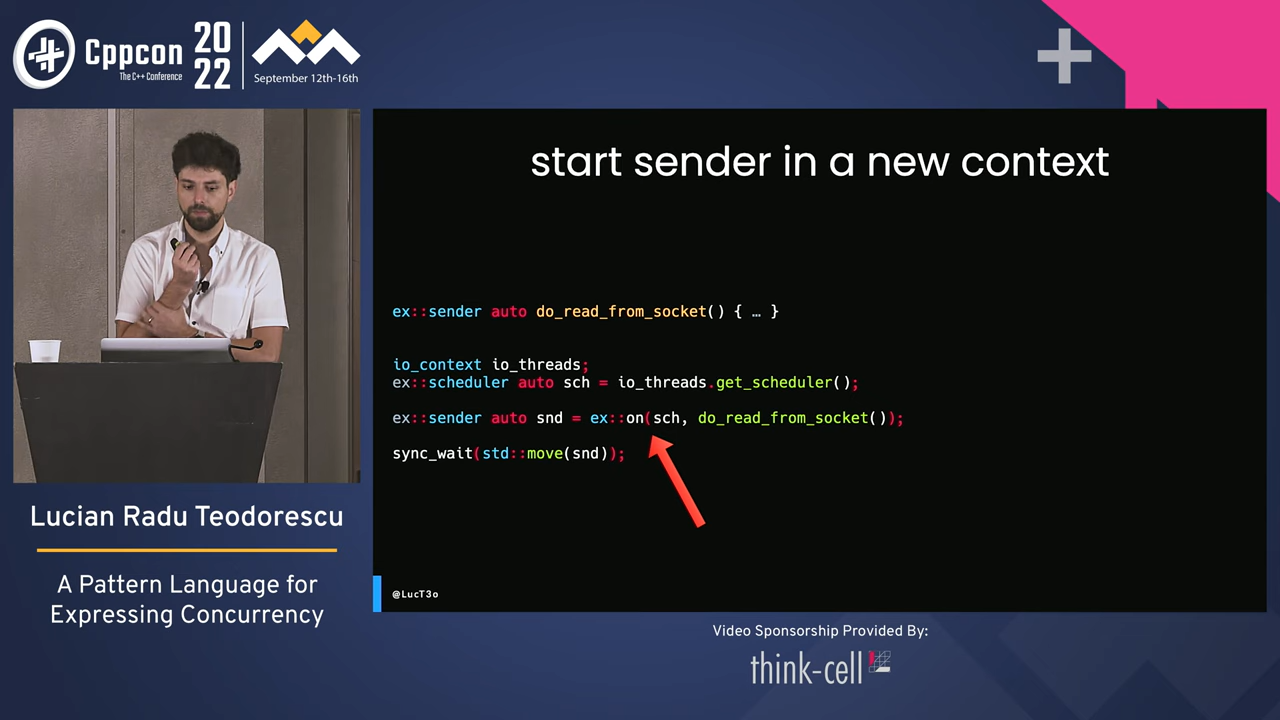 Cppcon
The C++ Conference
20
22
September 12th-16th
start sender in a new context
ex::sender auto do_read_from_socket() { … }
io_context io_threads;
ex::scheduler auto sch = io_threads.get_scheduler();
ex::sender auto snd = ex::on(sch, do_read_from_socket());
sync_wait(std::move(snd));
@LucT3o
Lucian Radu Teodorescu
A Pattern Language for
Expressing Concurrency
Video Sponsorship Provided By:
think-cell